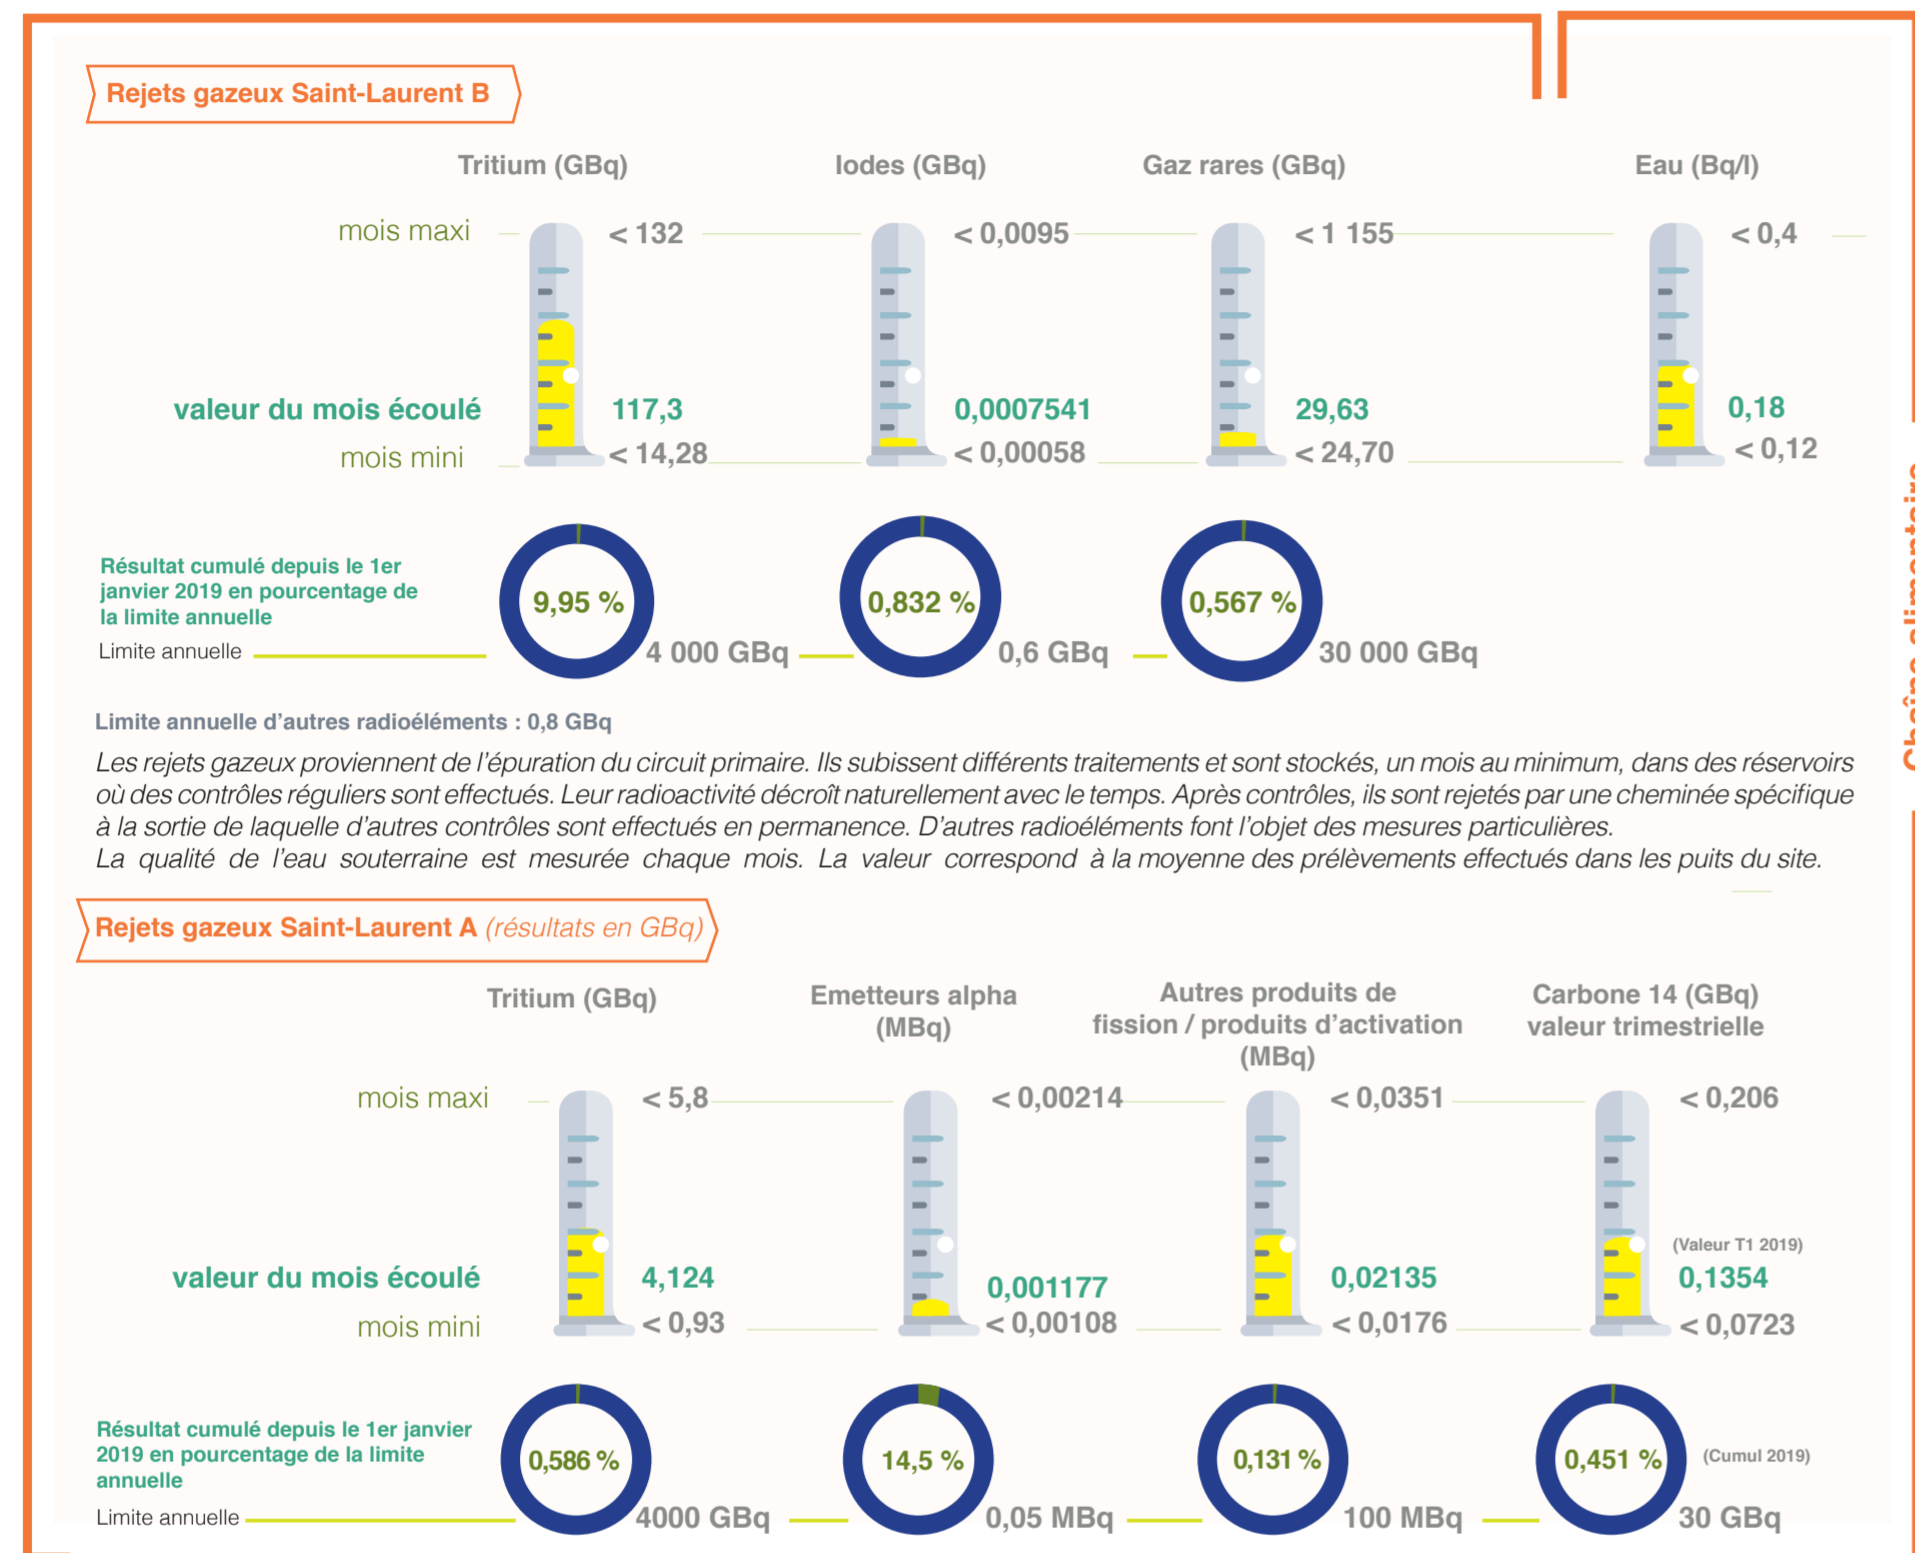 Rejets gazeux Saint-Laurent B
Tritium (GBq) Iodes (GBq) Gaz rares (GBq) Eau (Bq/l)
mois maxi < 132 < 0,0095 < 1 155 < 0,4
valeur du mois écoulé 117,3 0,0007541 29,63 0,18
mois mini < 14,28 < 0,00058 < 24,70 < 0,12
Résultat cumulé depuis le 1er
janvier 2019 en pourcentage de
la limite annuelle
9,95 % 0,832 % 0,567 %
Limite annuelle 4 000 GBq 0,6 GBq 30 000 GBq
Limite annuelle d'autres radioéléments : 0,8 GBq
Les rejets gazeux proviennent de l'épuration du circuit primaire. Ils subissent différents traitements et sont stockés, un mois au minimum, dans des réservoirs
où des contrôles réguliers sont effectués. Leur radioactivité décroît naturellement avec le temps. Après contrôles, ils sont rejetés par une cheminée spécifique
à la sortie de laquelle d'autres contrôles sont effectués en permanence. D'autres radioéléments font l'objet des mesures particulières.
La qualité de l'eau souterraine est mesurée chaque mois. La valeur correspond à la moyenne des prélèvements effectués dans les puits du site.
Rejets gazeux Saint-Laurent A (résultats en GBq)
Tritium (GBq)
Emetteurs alpha
(MBq)
Autres produits de
fission / produits d'activation
(MBq)
Carbone 14 (GBq)
valeur trimestrielle
mois maxi < 5,8 < 0,00214 < 0,0351 < 0,206
(Valeur T1 2019)
valeur du mois écoulé 4,124 0,001177 0,02135 0,1354
mois mini < 0,93 < 0,00108 < 0,0176 < 0,0723
Résultat cumulé depuis le 1er janvier
2019 en pourcentage de la limite
annuelle
0,586 % 14,5 % 0,131 % 0,451 % (Cumul 2019)
Limite annuelle 4000 GBq 0,05 MBq 100 MBq 30 GBq
Chaîne alimentaire